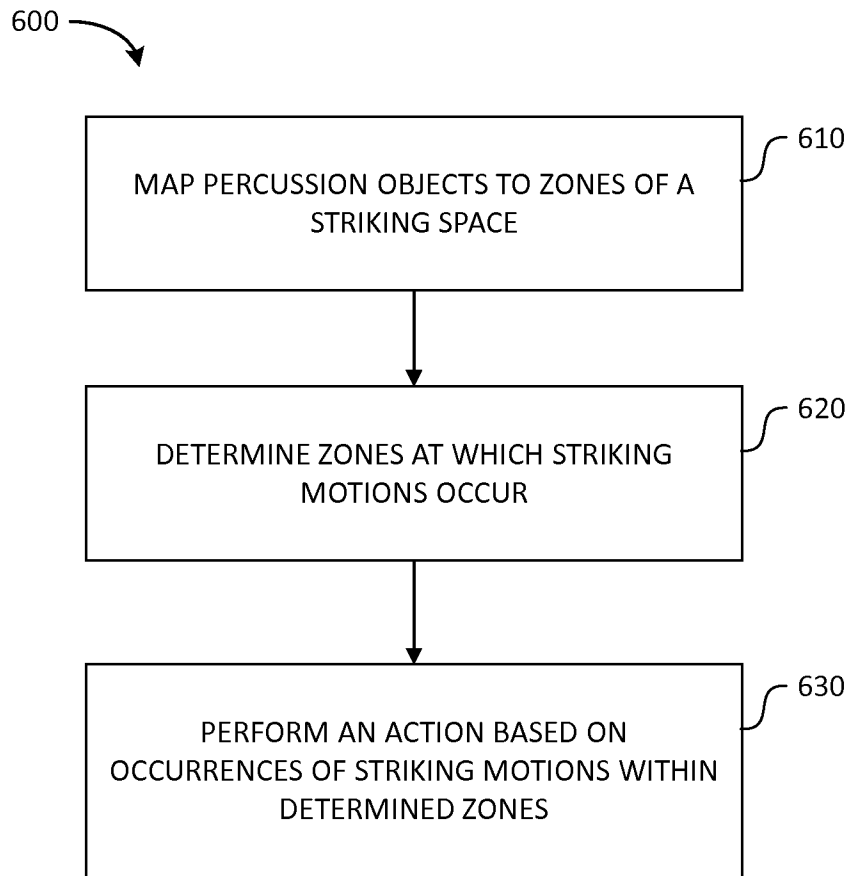 600
610
MAP PERCUSSION OBJECTS TO ZONES OF A
STRIKING SPACE
620
DETERMINE ZONES AT WHICH STRIKING
MOTIONS OCCUR
630
PERFORM AN ACTION BASED ON
OCCURRENCES OF STRIKING MOTIONS WITHIN
DETERMINED ZONES